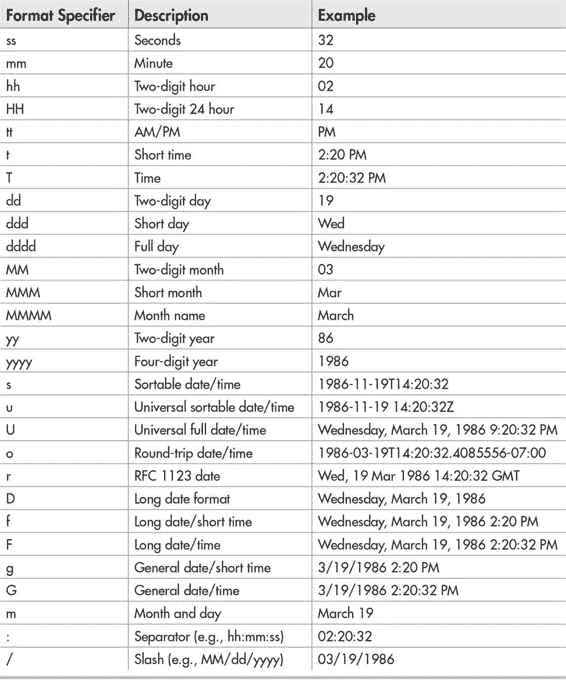 Format Specifier Description Example
ss Seconds 32
mm Minute 20
hh Two-digit hour 02
HH Two-digit 24 hour 14
tt AM/PM PM
t Short time 2:20 PM
T Time 2:20:32 PM
dd Two-digit day 19
ddd Short day Wed
dddd Full day Wednesday
MM Two-digit month 03
MMM Short month Mar
MMMM Month name March
yy Two-digit year 86
yyyy Four-digit year 1986
s Sortable date/time 1986-11-19T14:20:32
u Universal sortable date/time 1986-11-19 14:20:32Z
U Universal full date/time Wednesday, March 19, 1986 9:20:32 PM
o Round-trip date/time 1986-03-19T14:20:32.4085556-07:00
r RFC 1123 date Wed, 19 Mar 1986 14:20:32 GMT
D Long date format Wednesday, March 19, 1986
f Long date/short time Wednesday, March 19, 1986 2:20 PM
F Long date/time Wednesday, March 19, 1986 2:20:32 PM
g General date/short time 3/19/1986 2:20 PM
G General date/time 3/19/1986 2:20:32 PM
m Month and day March 19
: Separator (e.g., hh:mm:ss) 02:20:32
/ Slash (e.g., MM/dd/yyyy) 03/19/1986